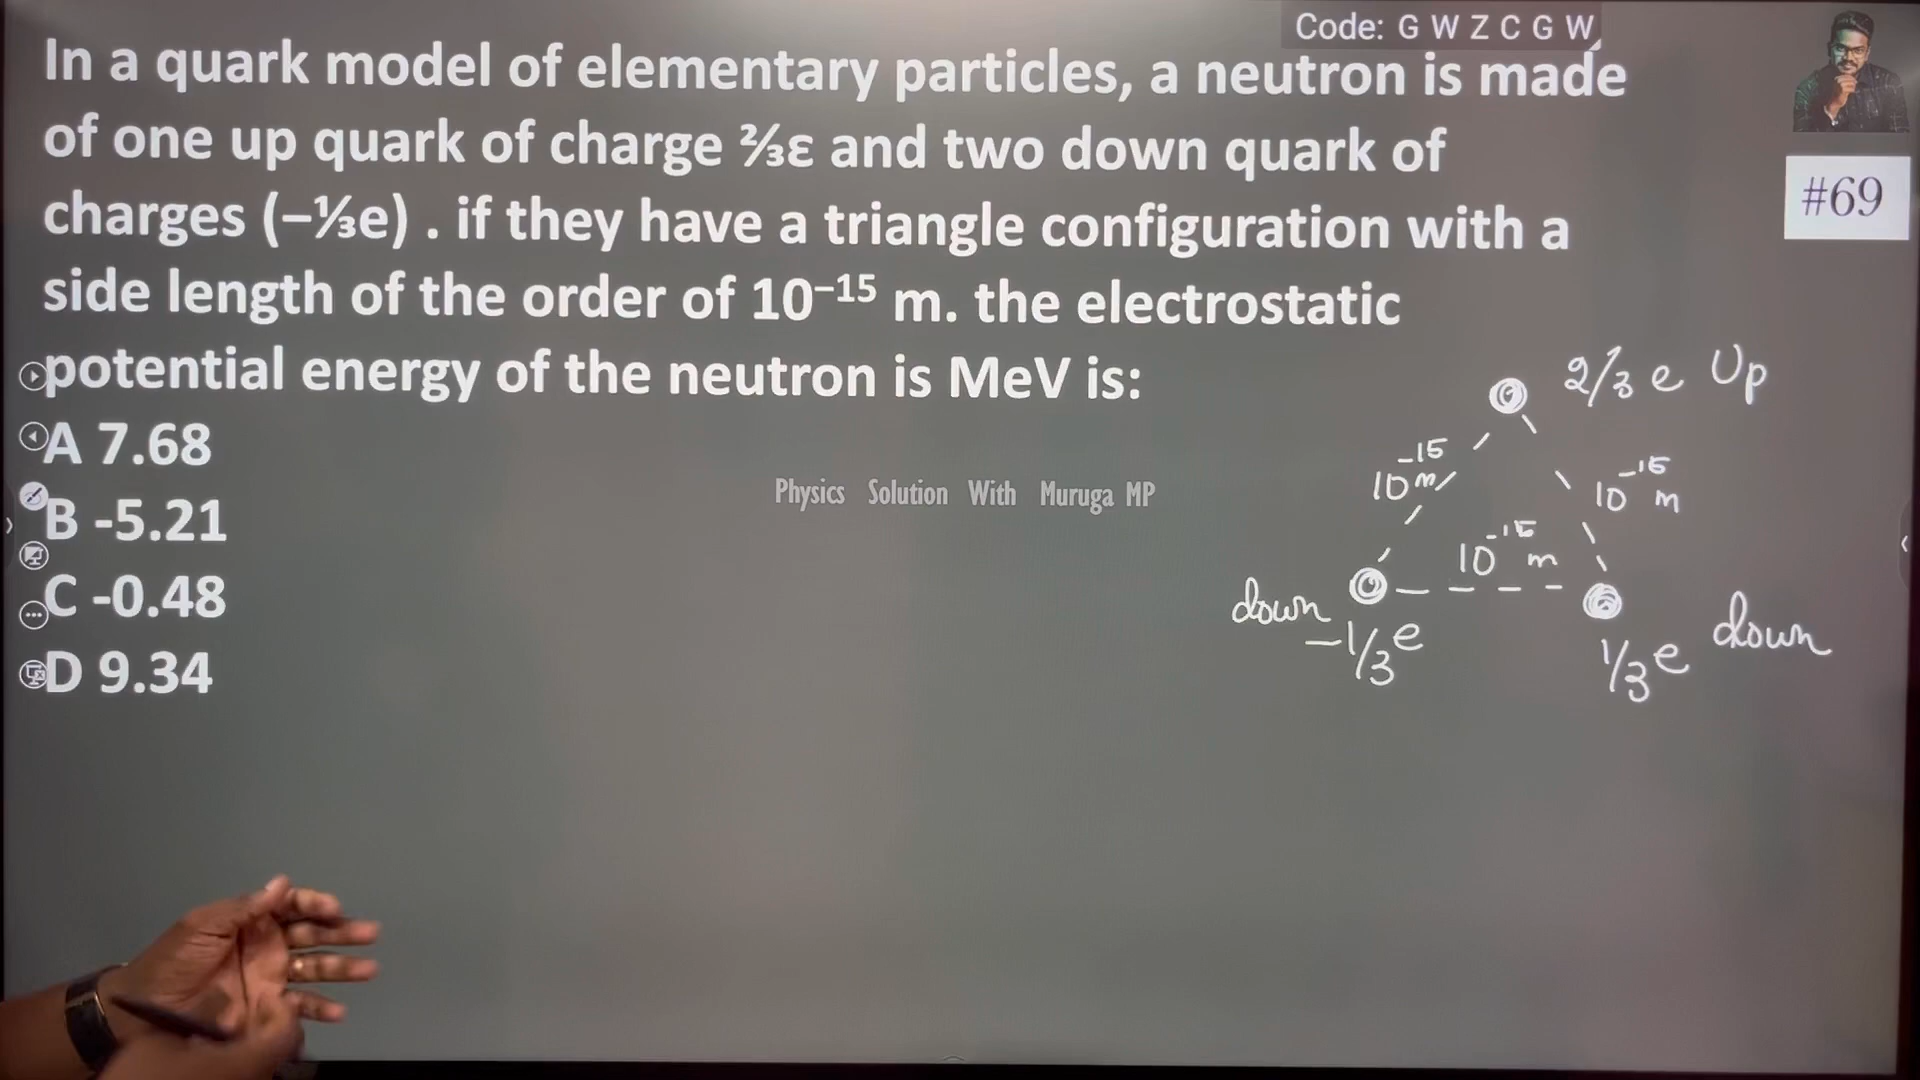 Code: G W Z C G W
In a quark model of elementary particles, a neutron is made
of one up quark of charge ⅔ε and two down quark of
charges (−⅓e) . if they have a triangle configuration with a
side length of the order of 10⁻¹⁵ m. the electrostatic
potential energy of the neutron is MeV is:
A 7.68
B -5.21
C -0.48
D 9.34
#69
Physics Solution With Muruga MP
2/3 e Up
10⁻¹⁵ m
10⁻¹⁵ m
10⁻¹⁵ m
down
-1/3 e
1/3 e
down